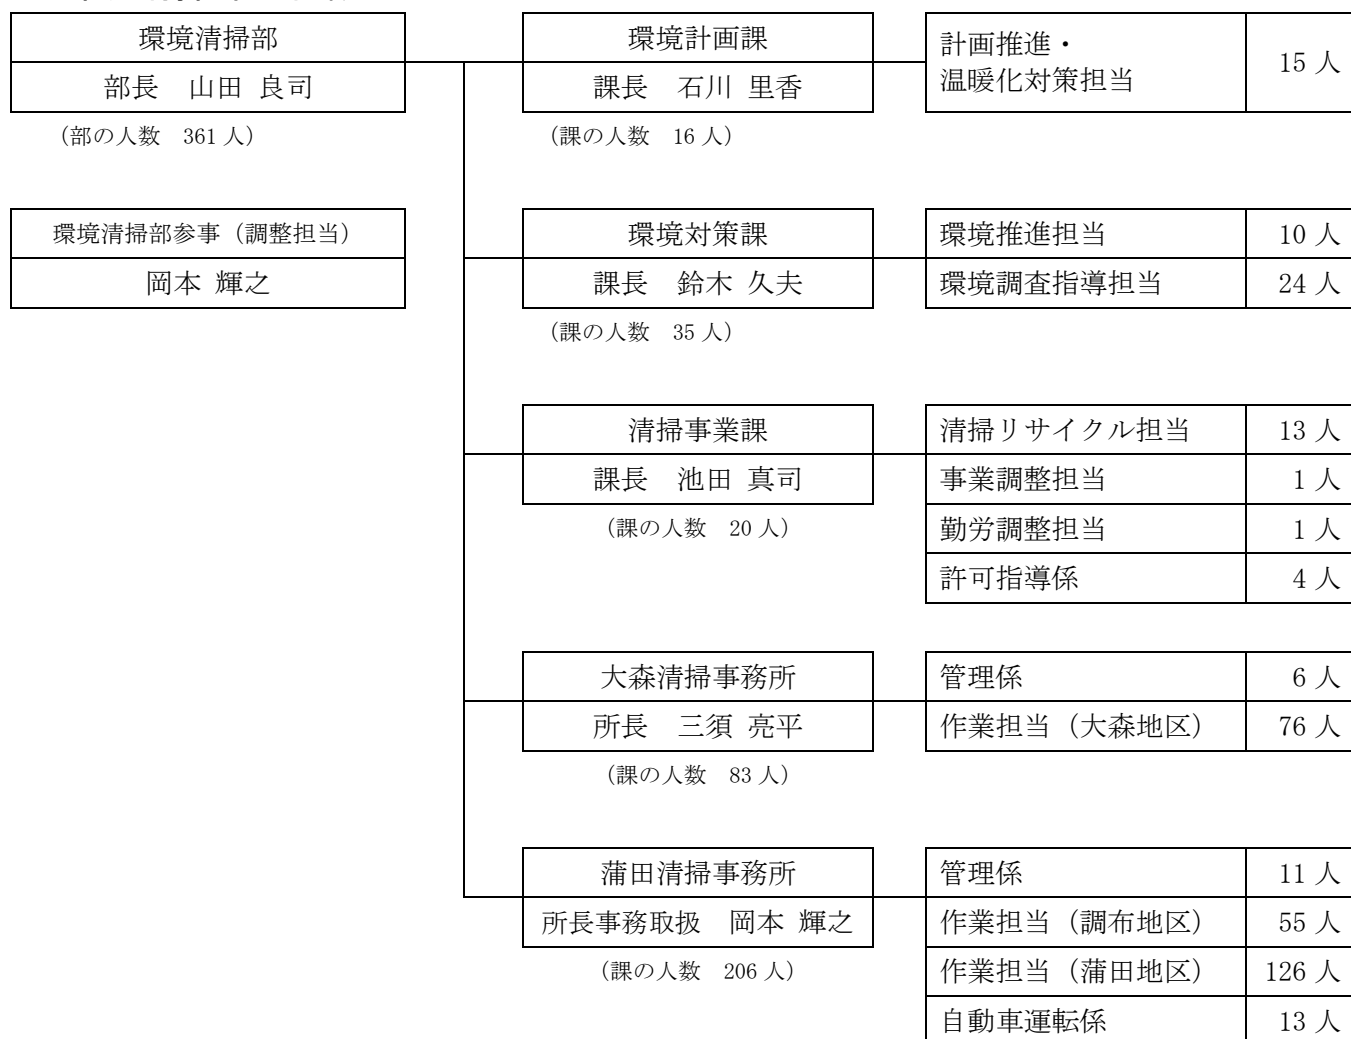 環境清掃部
部長　山田 良司
（部の人数　361 人）
環境清掃部参事（調整担当）
岡本 輝之
環境計画課
課長　石川 里香
（課の人数　16 人）
計画推進・
温暖化対策担当
15 人
環境対策課
課長　鈴木 久夫
（課の人数　35 人）
環境推進担当 10 人
環境調査指導担当 24 人
清掃事業課
課長　池田 真司
（課の人数　20 人）
清掃リサイクル担当 13 人
事業調整担当 1 人
勤労調整担当 1 人
許可指導係 4 人
大森清掃事務所
所長　三須 亮平
（課の人数　83 人）
管理係 6 人
作業担当（大森地区） 76 人
蒲田清掃事務所
所長事務取扱　岡本 輝之
（課の人数　206 人）
管理係 11 人
作業担当（調布地区） 55 人
作業担当（蒲田地区） 126 人
自動車運転係 13 人